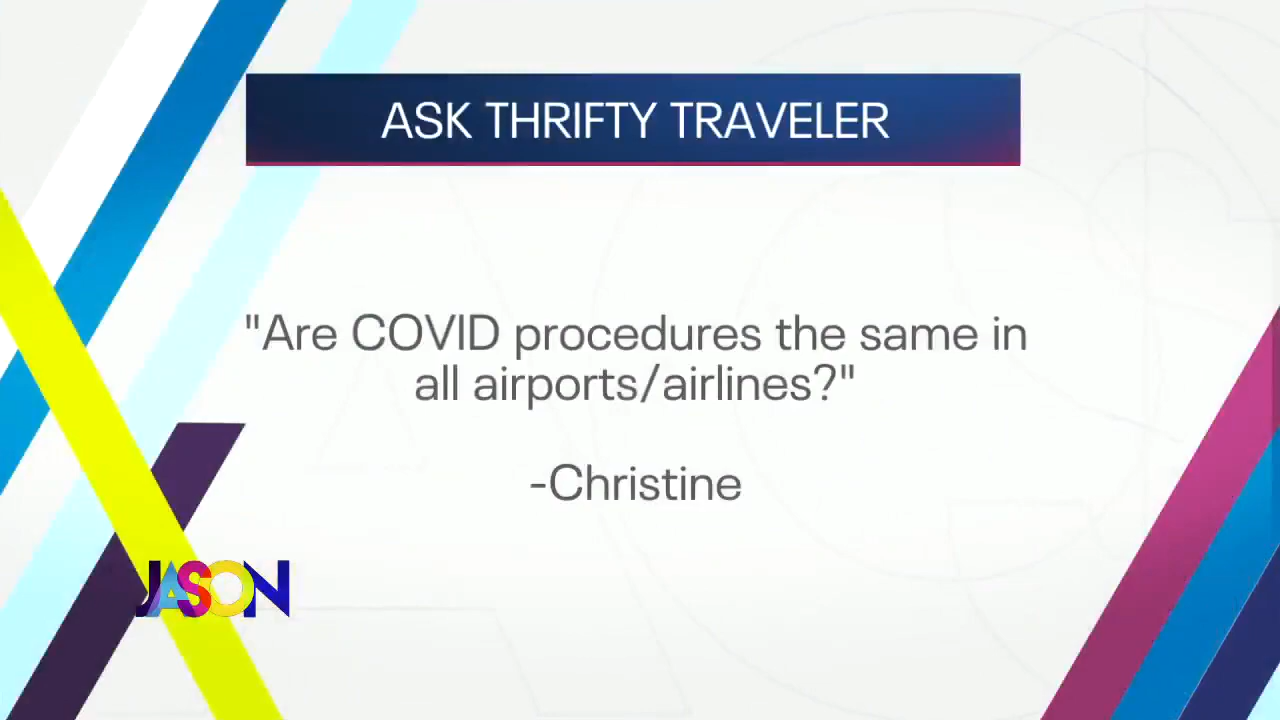 ASK THRIFTY TRAVELER
"Are COVID procedures the same in
all airports/airlines?"
-Christine
JASON